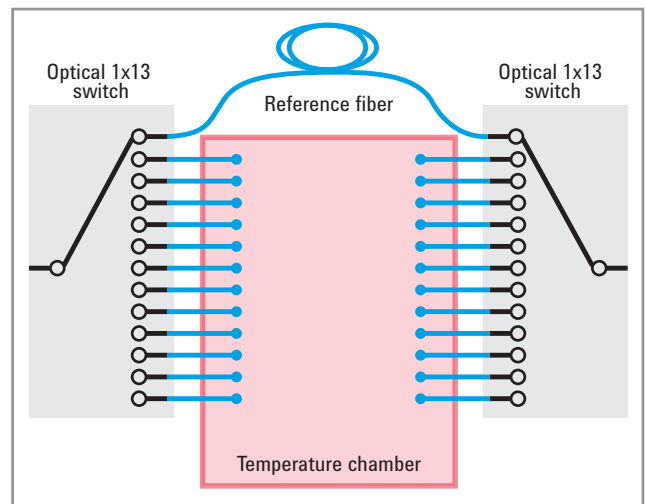 Optical 1x13
switch
Optical 1x13
switch
Reference fiber
Temperature chamber